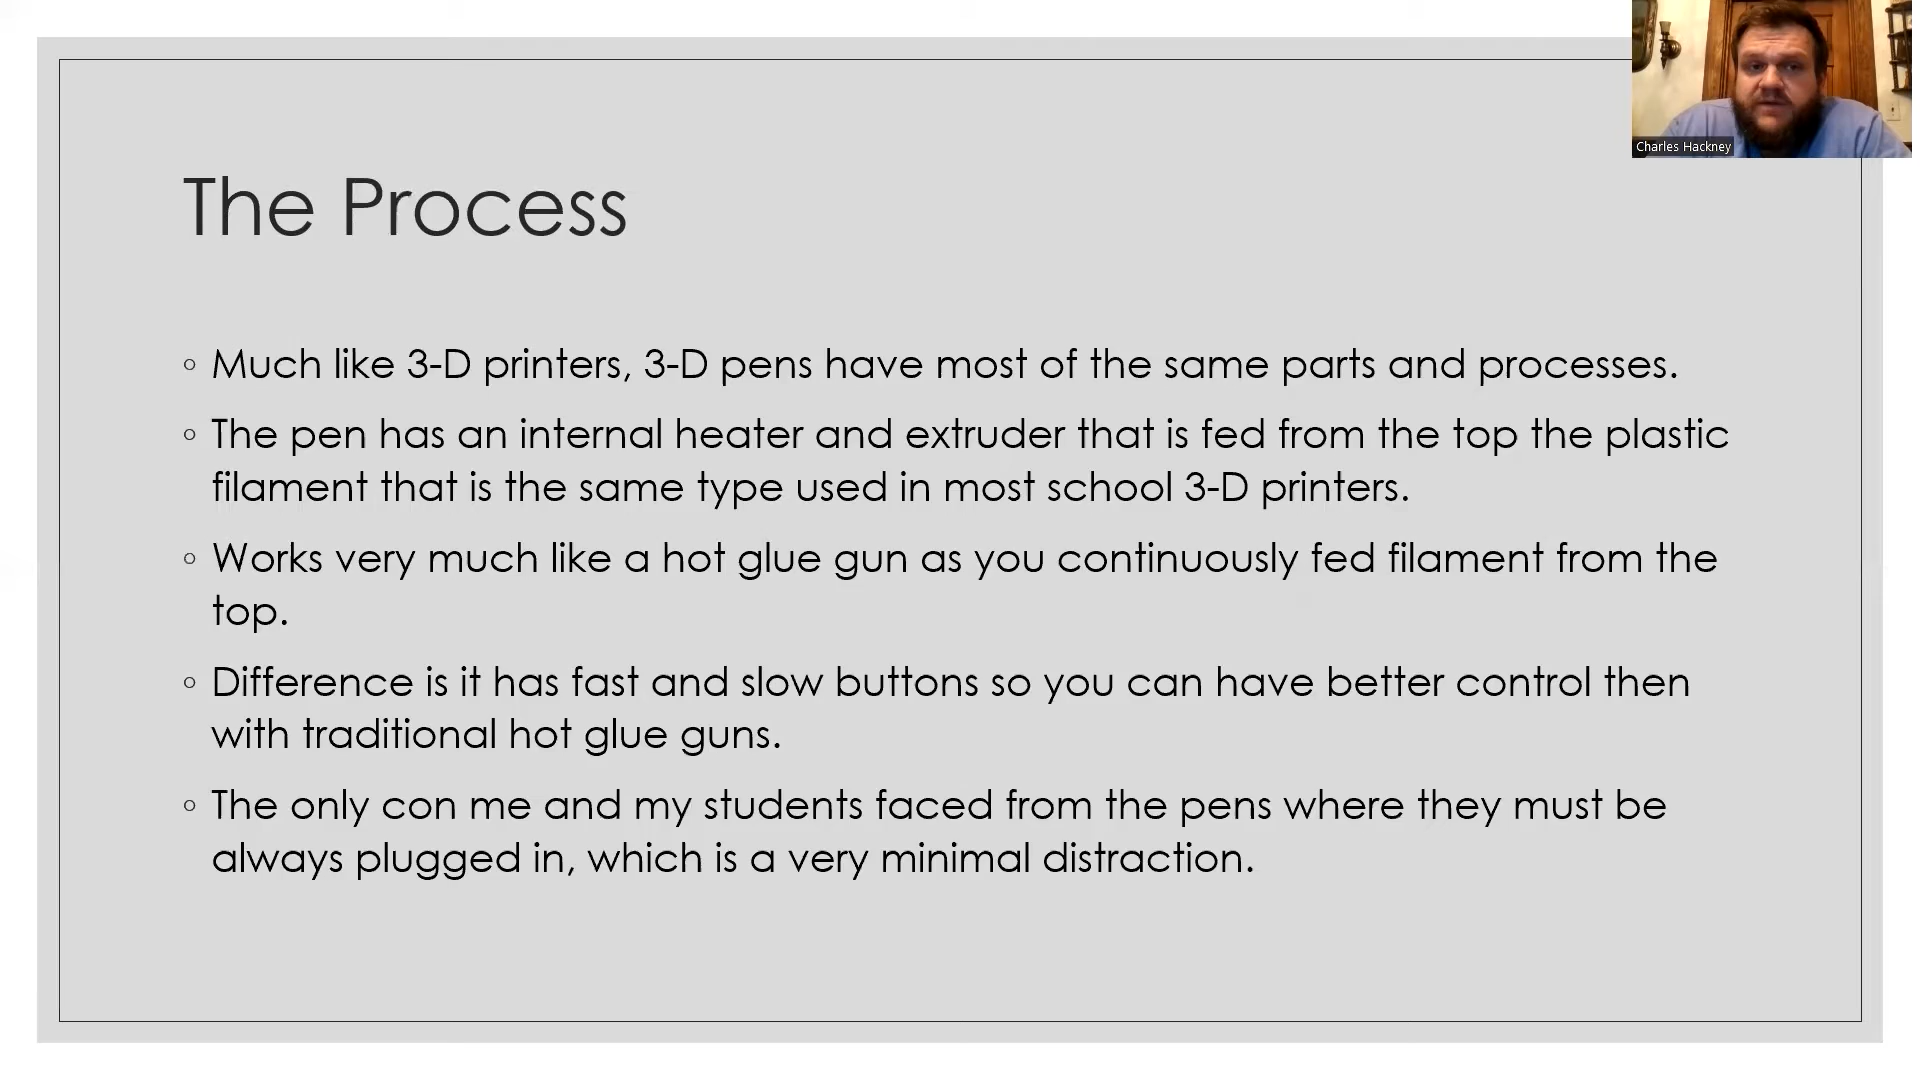 Charles Hackney
The Process
◦ Much like 3-D printers, 3-D pens have most of the same parts and processes.
◦ The pen has an internal heater and extruder that is fed from the top the plastic
filament that is the same type used in most school 3-D printers.
◦ Works very much like a hot glue gun as you continuously fed filament from the
top.
◦ Difference is it has fast and slow buttons so you can have better control then
with traditional hot glue guns.
◦ The only con me and my students faced from the pens where they must be
always plugged in, which is a very minimal distraction.